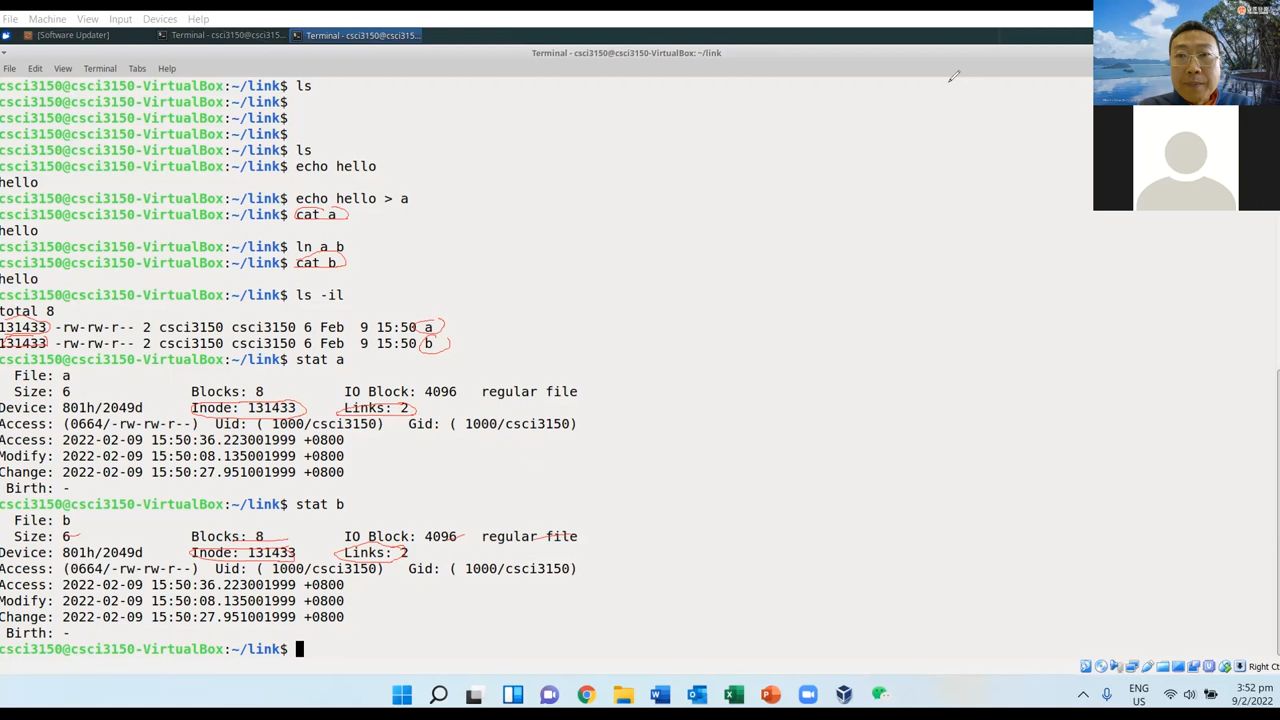 File Machine View Input Devices Help
[Software Updater] Terminal - csci3150@csci315... Terminal - csci3150@csci315...
Terminal - csci3150@csci3150-VirtualBox: ~/link
File Edit View Terminal Tabs Help
csci3150@csci3150-VirtualBox:~/link$ ls
csci3150@csci3150-VirtualBox:~/link$
csci3150@csci3150-VirtualBox:~/link$
csci3150@csci3150-VirtualBox:~/link$
csci3150@csci3150-VirtualBox:~/link$ ls
csci3150@csci3150-VirtualBox:~/link$ echo hello
hello
csci3150@csci3150-VirtualBox:~/link$ echo hello > a
csci3150@csci3150-VirtualBox:~/link$ cat a
hello
csci3150@csci3150-VirtualBox:~/link$ ln a b
csci3150@csci3150-VirtualBox:~/link$ cat b
hello
csci3150@csci3150-VirtualBox:~/link$ ls -il
total 8
131433 -rw-rw-r-- 2 csci3150 csci3150 6 Feb  9 15:50 a
131433 -rw-rw-r-- 2 csci3150 csci3150 6 Feb  9 15:50 b
csci3150@csci3150-VirtualBox:~/link$ stat a
File: a
Size: 6 Blocks: 8 IO Block: 4096 regular file
Device: 801h/2049d Inode: 131433 Links: 2
Access: (0664/-rw-rw-r--) Uid: ( 1000/csci3150) Gid: ( 1000/csci3150)
Access: 2022-02-09 15:50:36.223001999 +0800
Modify: 2022-02-09 15:50:08.135001999 +0800
Change: 2022-02-09 15:50:27.951001999 +0800
Birth: -
csci3150@csci3150-VirtualBox:~/link$ stat b
File: b
Size: 6 Blocks: 8 IO Block: 4096 regular file
Device: 801h/2049d Inode: 131433 Links: 2
Access: (0664/-rw-rw-r--) Uid: ( 1000/csci3150) Gid: ( 1000/csci3150)
Access: 2022-02-09 15:50:36.223001999 +0800
Modify: 2022-02-09 15:50:08.135001999 +0800
Change: 2022-02-09 15:50:27.951001999 +0800
Birth: -
csci3150@csci3150-VirtualBox:~/link$
Right Ct
ENG
US
3:52 pm
9/2/2022